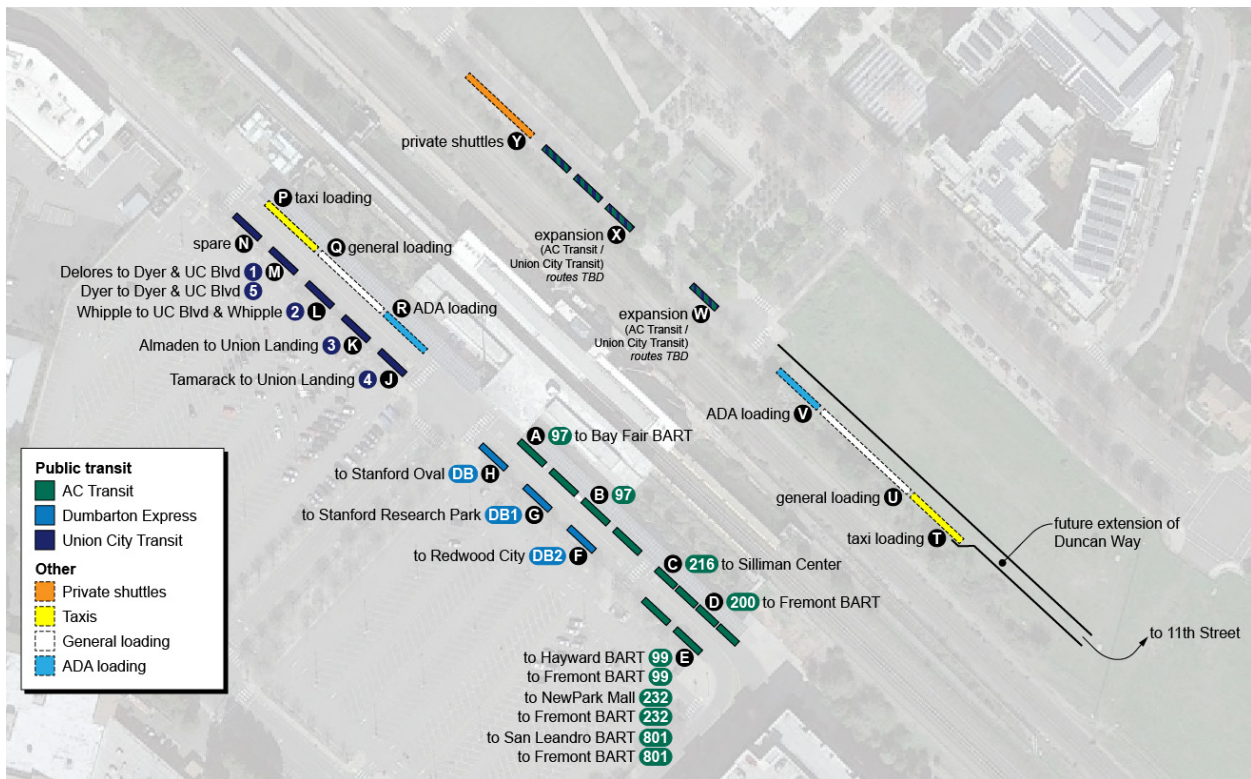 private shuttles Y
P taxi loading
spare N
Q general loading
expansion X
(AC Transit /
Union City Transit)
routes TBD
Delores to Dyer & UC Blvd 1 M
Dyer to Dyer & UC Blvd 5
Whipple to UC Blvd & Whipple 2 L
R ADA loading
expansion W
(AC Transit /
Union City Transit)
routes TBD
Almaden to Union Landing 3 K
Tamarack to Union Landing 4 J
ADA loading V
A 97 to Bay Fair BART
to Stanford Oval DB H
B 97
general loading U
to Stanford Research Park DB1 G
taxi loading T
future extension of
Duncan Way
to Redwood City DB2 F
C 216 to Silliman Center
D 200 to Fremont BART
to 11th Street
to Hayward BART 99 E
to Fremont BART 99
to NewPark Mall 232
to Fremont BART 232
to San Leandro BART 801
to Fremont BART 801
Public transit
AC Transit
Dumbarton Express
Union City Transit
Other
Private shuttles
Taxis
General loading
ADA loading